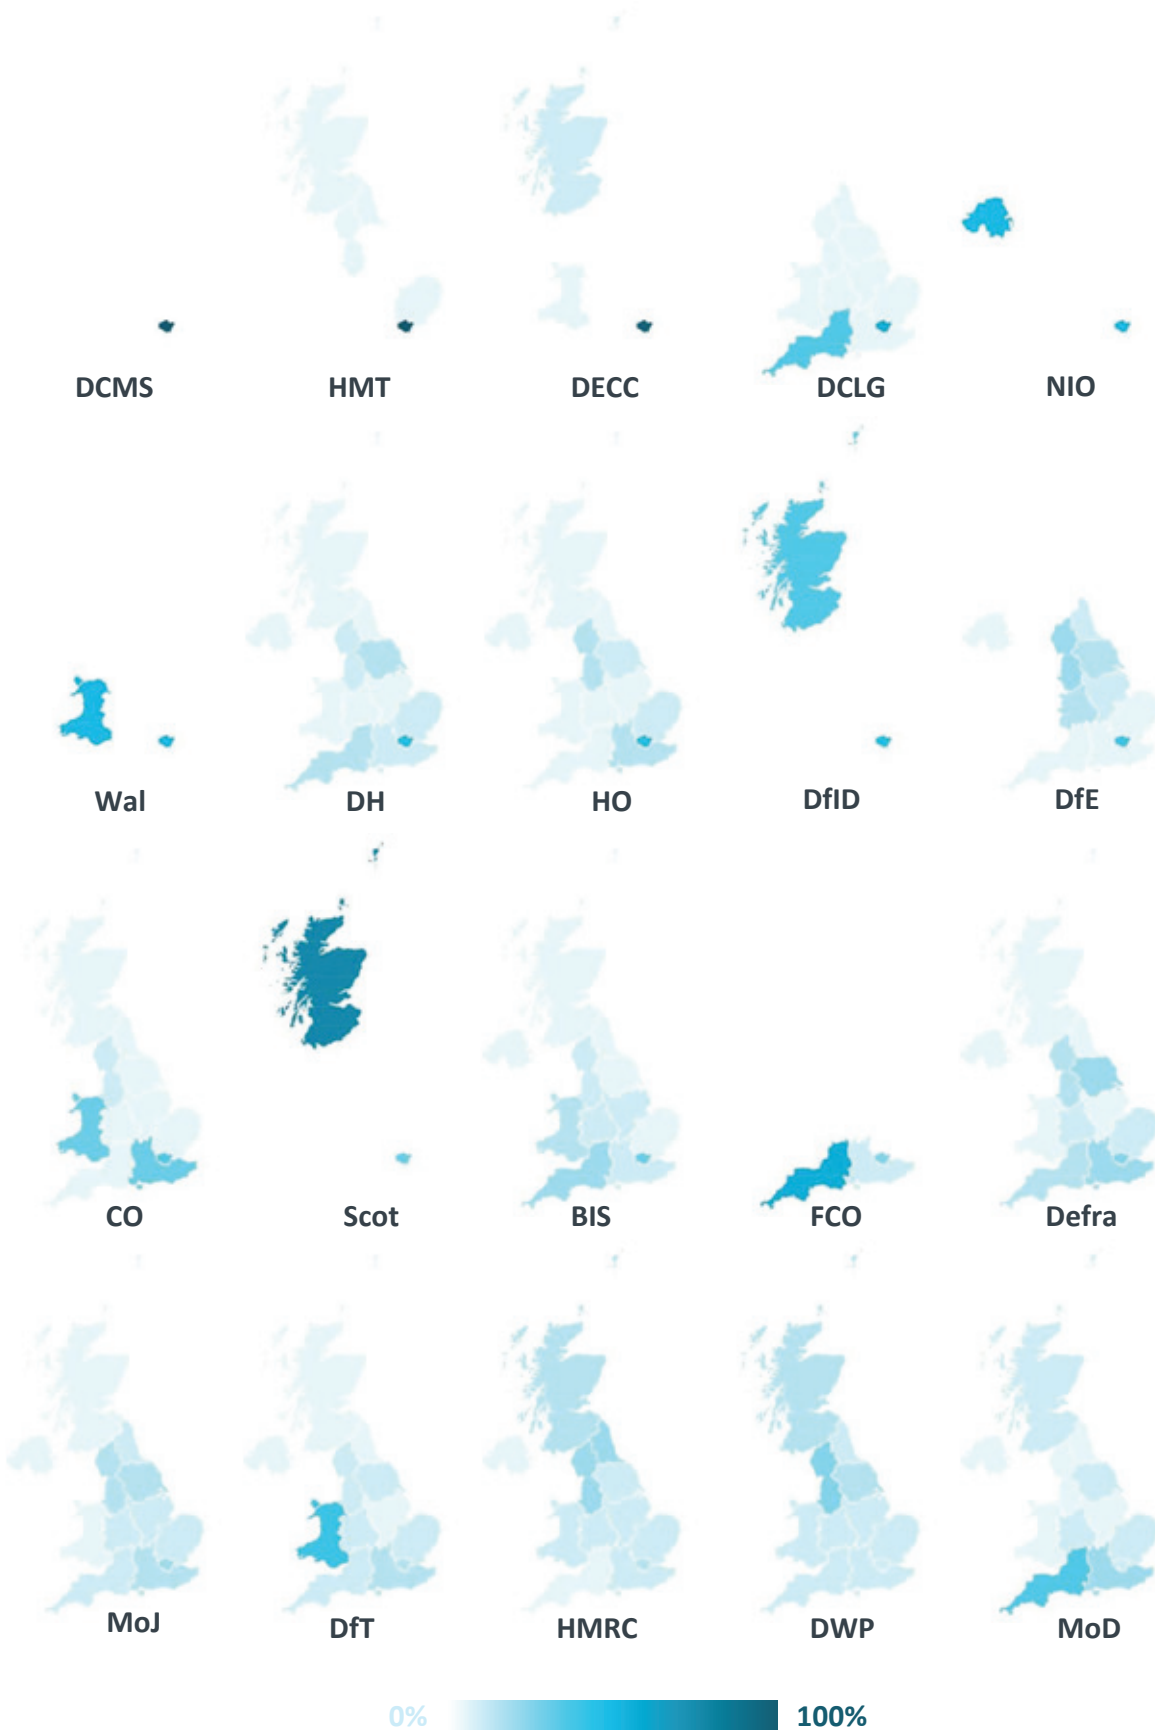 DCMS HMT DECC DCLG NIO
Wal DH HO DfID DfE
CO Scot BIS FCO Defra
MoJ DfT HMRC DWP MoD
0% 100%